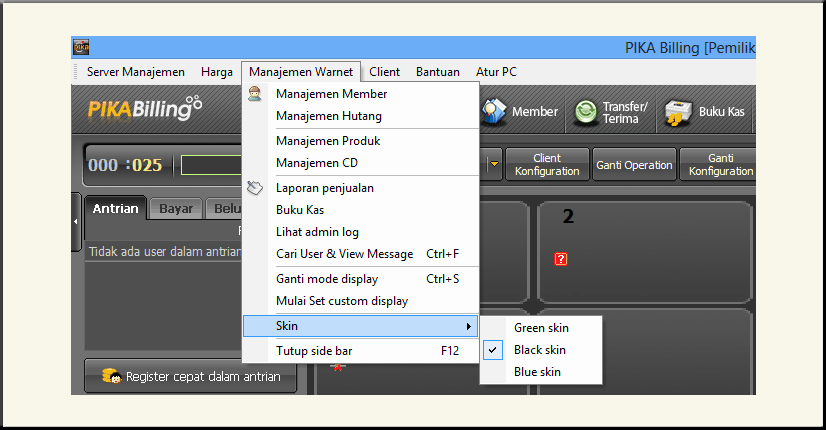 pika
PIKA Billing [Pemilik
Server Manajemen Harga Manajemen Warnet Client Bantuan Atur PC
PIKABilling
Member Transfer/ Terima Buku Kas
000 : 025
Client Konfiguration Ganti Operation Ganti Konfiguration
Antrian Bayar Belu
Tidak ada user dalam antrian
Register cepat dalam antrian
Manajemen Member
Manajemen Hutang
Manajemen Produk
Manajemen CD
Laporan penjualan
Buku Kas
Lihat admin log
Cari User & View Message Ctrl+F
Ganti mode display Ctrl+S
Mulai Set custom display
Skin
Tutup side bar F12
Green skin
Black skin
Blue skin
2
?